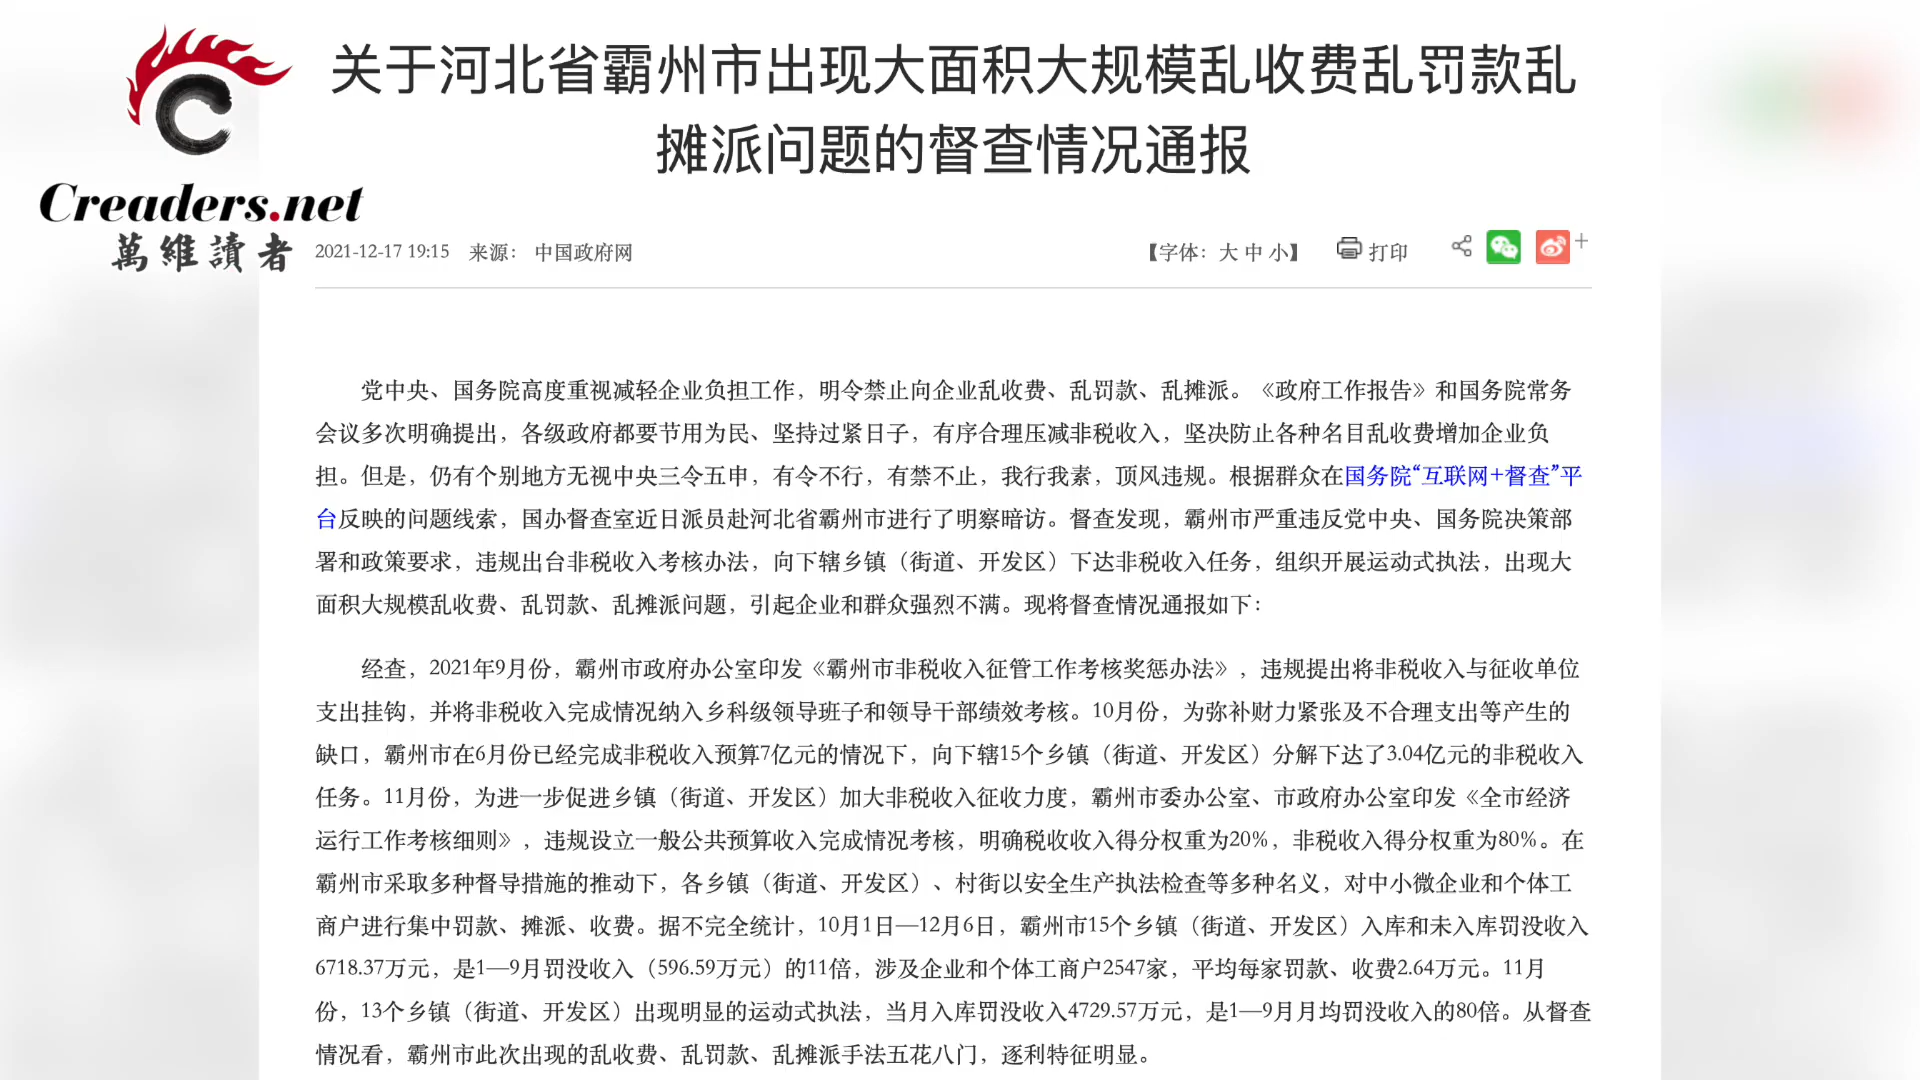 关于河北省霸州市出现大面积大规模乱收费乱罚款乱
摊派问题的督查情况通报
Creaders.net
萬維讀者
2021-12-17 19:15 来源： 中国政府网
【字体：大 中 小】 打印
党中央、国务院高度重视减轻企业负担工作，明令禁止向企业乱收费、乱罚款、乱摊派。《政府工作报告》和国务院常务
会议多次明确提出，各级政府都要节用为民、坚持过紧日子，有序合理压减非税收入，坚决防止各种名目乱收费增加企业负
担。但是，仍有个别地方无视中央三令五申，有令不行，有禁不止，我行我素，顶风违规。根据群众在国务院“互联网+督查”平
台反映的问题线索，国办督查室近日派员赴河北省霸州市进行了明察暗访。督查发现，霸州市严重违反党中央、国务院决策部
署和政策要求，违规出台非税收入考核办法，向下辖乡镇（街道、开发区）下达非税收入任务，组织开展运动式执法，出现大
面积大规模乱收费、乱罚款、乱摊派问题，引起企业和群众强烈不满。现将督查情况通报如下：
经查，2021年9月份，霸州市政府办公室印发《霸州市非税收入征管工作考核奖惩办法》，违规提出将非税收入与征收单位
支出挂钩，并将非税收入完成情况纳入乡科级领导班子和领导干部绩效考核。10月份，为弥补财力紧张及不合理支出等产生的
缺口，霸州市在6月份已经完成非税收入预算7亿元的情况下，向下辖15个乡镇（街道、开发区）分解下达了3.04亿元的非税收入
任务。11月份，为进一步促进乡镇（街道、开发区）加大非税收入征收力度，霸州市委办公室、市政府办公室印发《全市经济
运行工作考核细则》，违规设立一般公共预算收入完成情况考核，明确税收收入得分权重为20%，非税收入得分权重为80%。在
霸州市采取多种督导措施的推动下，各乡镇（街道、开发区）、村街以安全生产执法检查等多种名义，对中小微企业和个体工
商户进行集中罚款、摊派、收费。据不完全统计，10月1日—12月6日，霸州市15个乡镇（街道、开发区）入库和未入库罚没收入
6718.37万元，是1—9月罚没收入（596.59万元）的11倍，涉及企业和个体工商户2547家，平均每家罚款、收费2.64万元。11月
份，13个乡镇（街道、开发区）出现明显的运动式执法，当月入库罚没收入4729.57万元，是1—9月月均罚没收入的80倍。从督查
情况看，霸州市此次出现的乱收费、乱罚款、乱摊派手法五花八门，逐利特征明显。